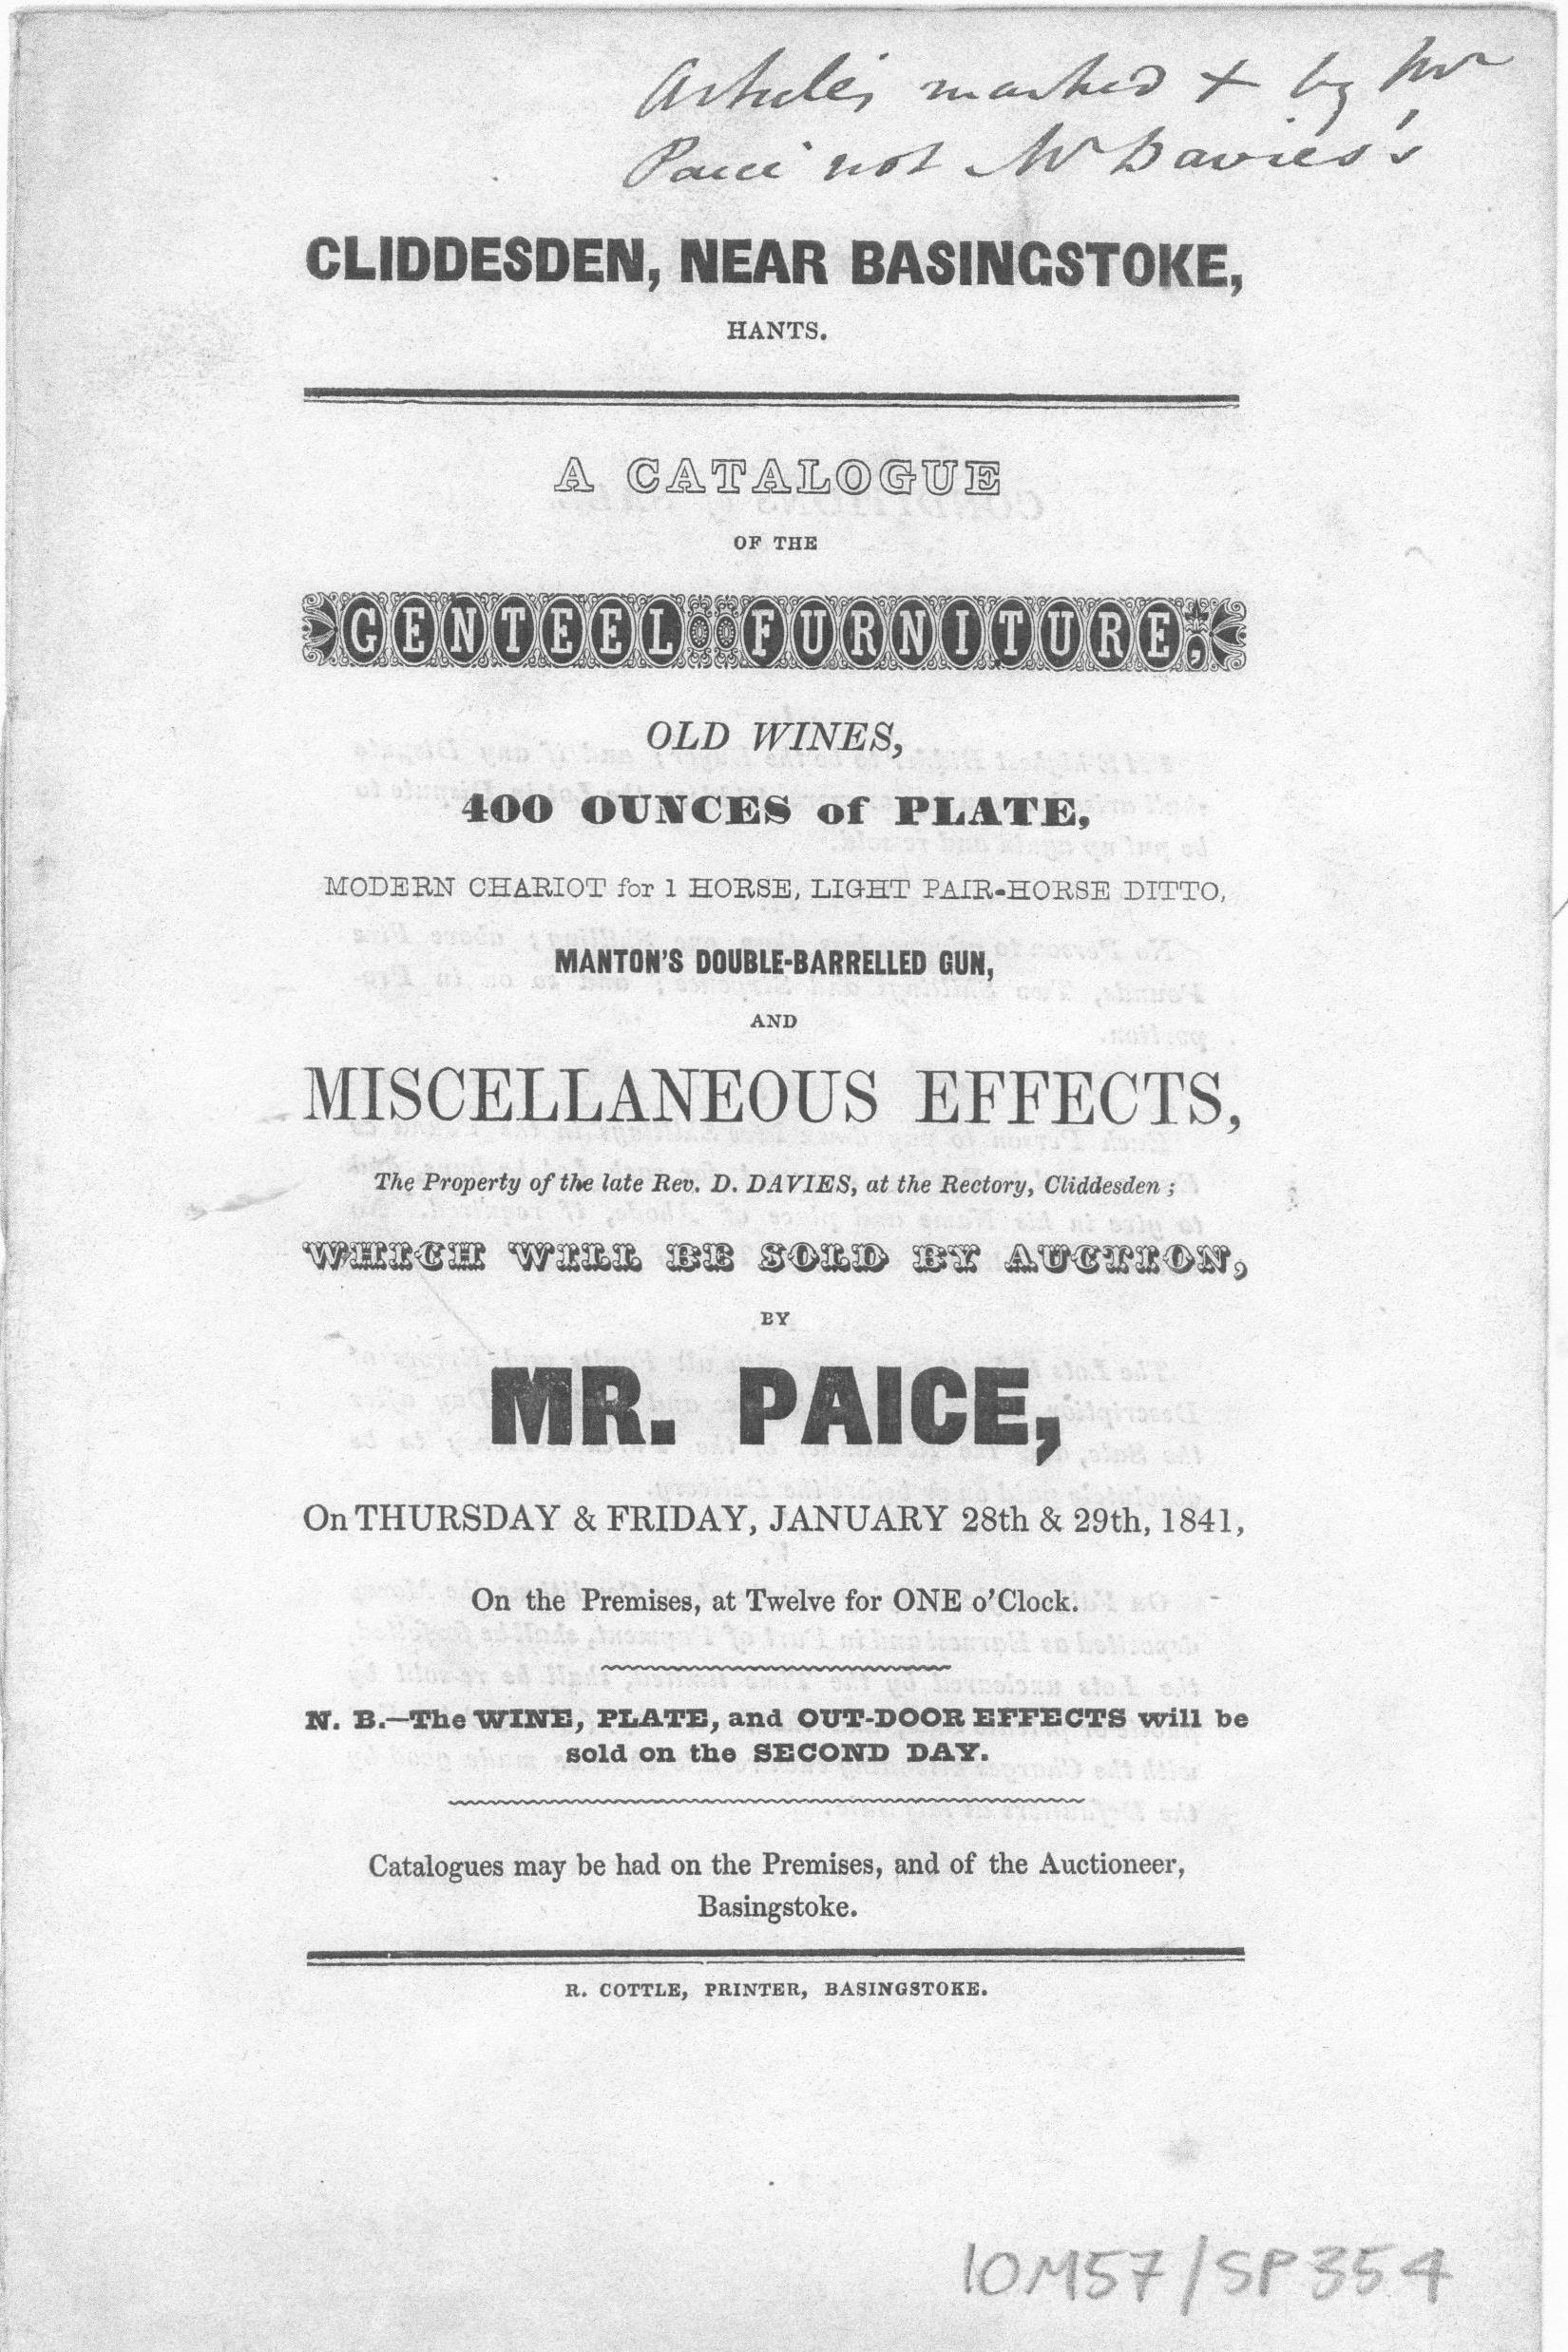 Articles marked + by Mr
Paice not Mr Davies's
CLIDDESDEN, NEAR BASINGSTOKE,
HANTS.
A CATALOGUE
OF THE
GENTEEL FURNITURE,
OLD WINES,
400 OUNCES of PLATE,
MODERN CHARIOT for 1 HORSE, LIGHT PAIR-HORSE DITTO,
MANTON'S DOUBLE-BARRELLED GUN,
AND
MISCELLANEOUS EFFECTS,
The Property of the late Rev. D. DAVIES, at the Rectory, Cliddesden;
WHICH WILL BE SOLD BY AUCTION,
BY
MR. PAICE,
On THURSDAY & FRIDAY, JANUARY 28th & 29th, 1841,
On the Premises, at Twelve for ONE o'Clock.
N. B.—The WINE, PLATE, and OUT-DOOR EFFECTS will be
sold on the SECOND DAY.
Catalogues may be had on the Premises, and of the Auctioneer,
Basingstoke.
R. COTTLE, PRINTER, BASINGSTOKE.
10M57/SP354